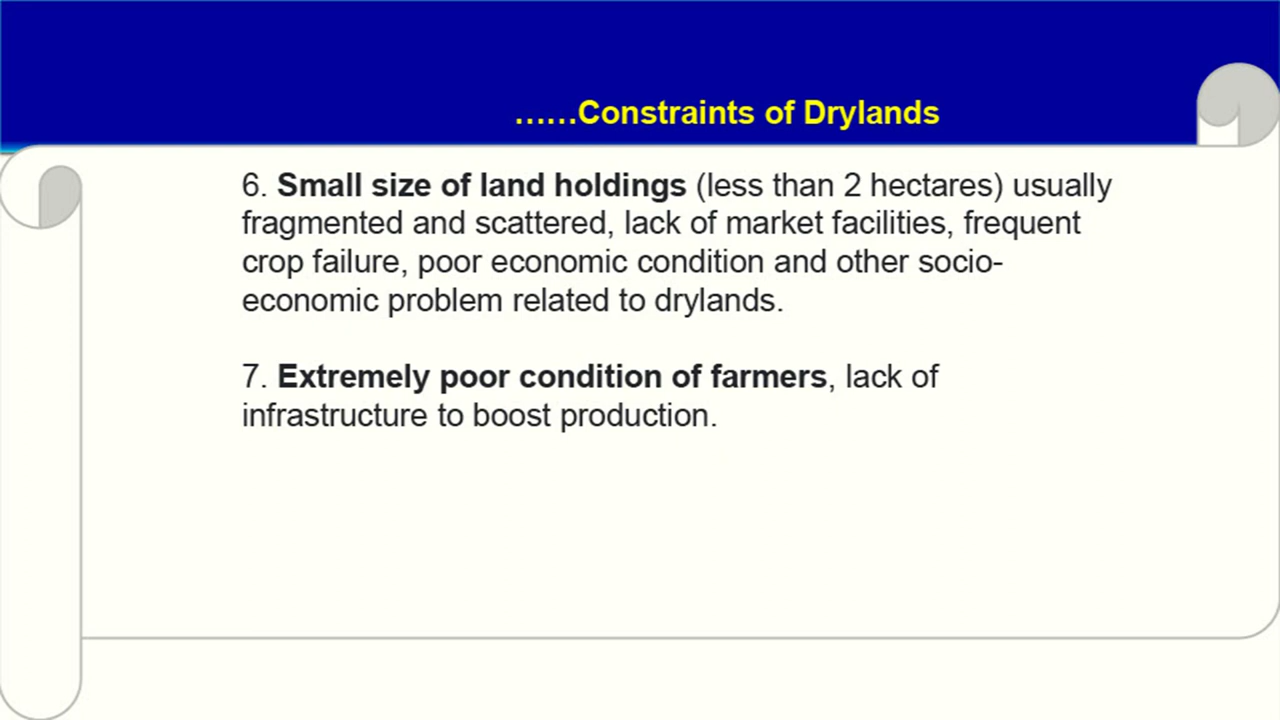 ......Constraints of Drylands
6. Small size of land holdings (less than 2 hectares) usually
fragmented and scattered, lack of market facilities, frequent
crop failure, poor economic condition and other socio-
economic problem related to drylands.
7. Extremely poor condition of farmers, lack of
infrastructure to boost production.